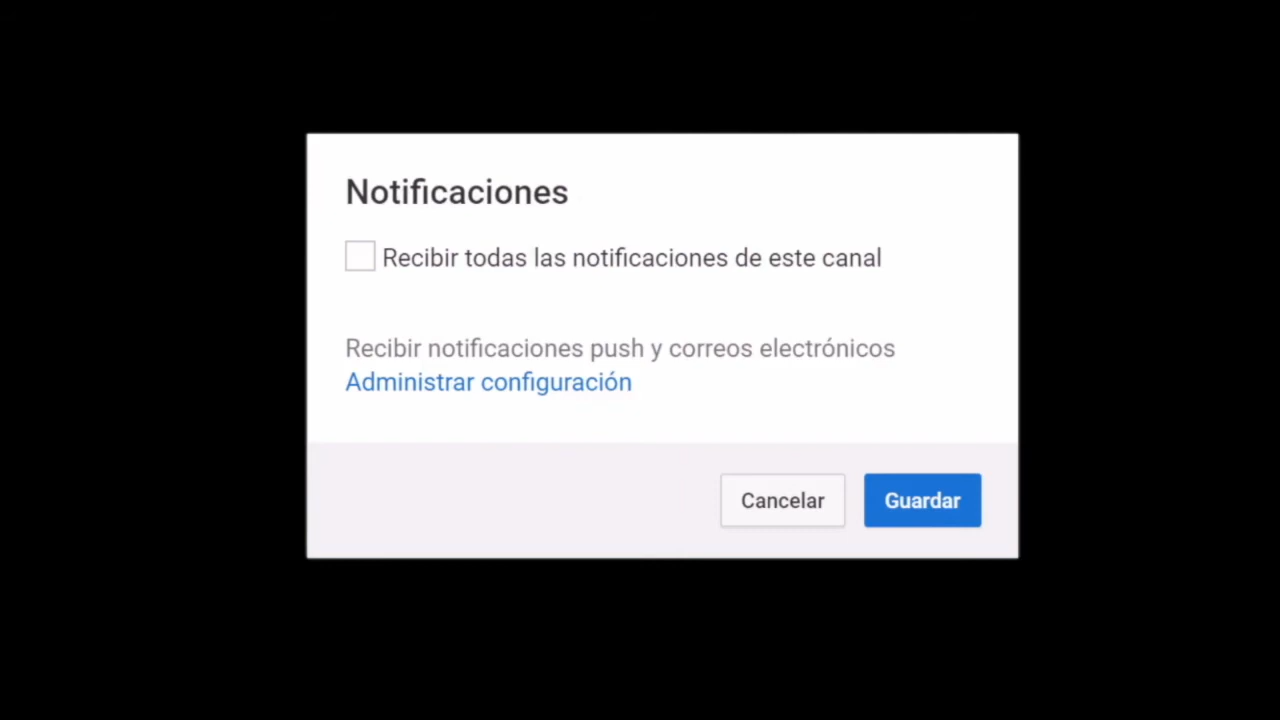 Notificaciones
Recibir todas las notificaciones de este canal
Recibir notificaciones push y correos electrónicos
Administrar configuración
Cancelar
Guardar